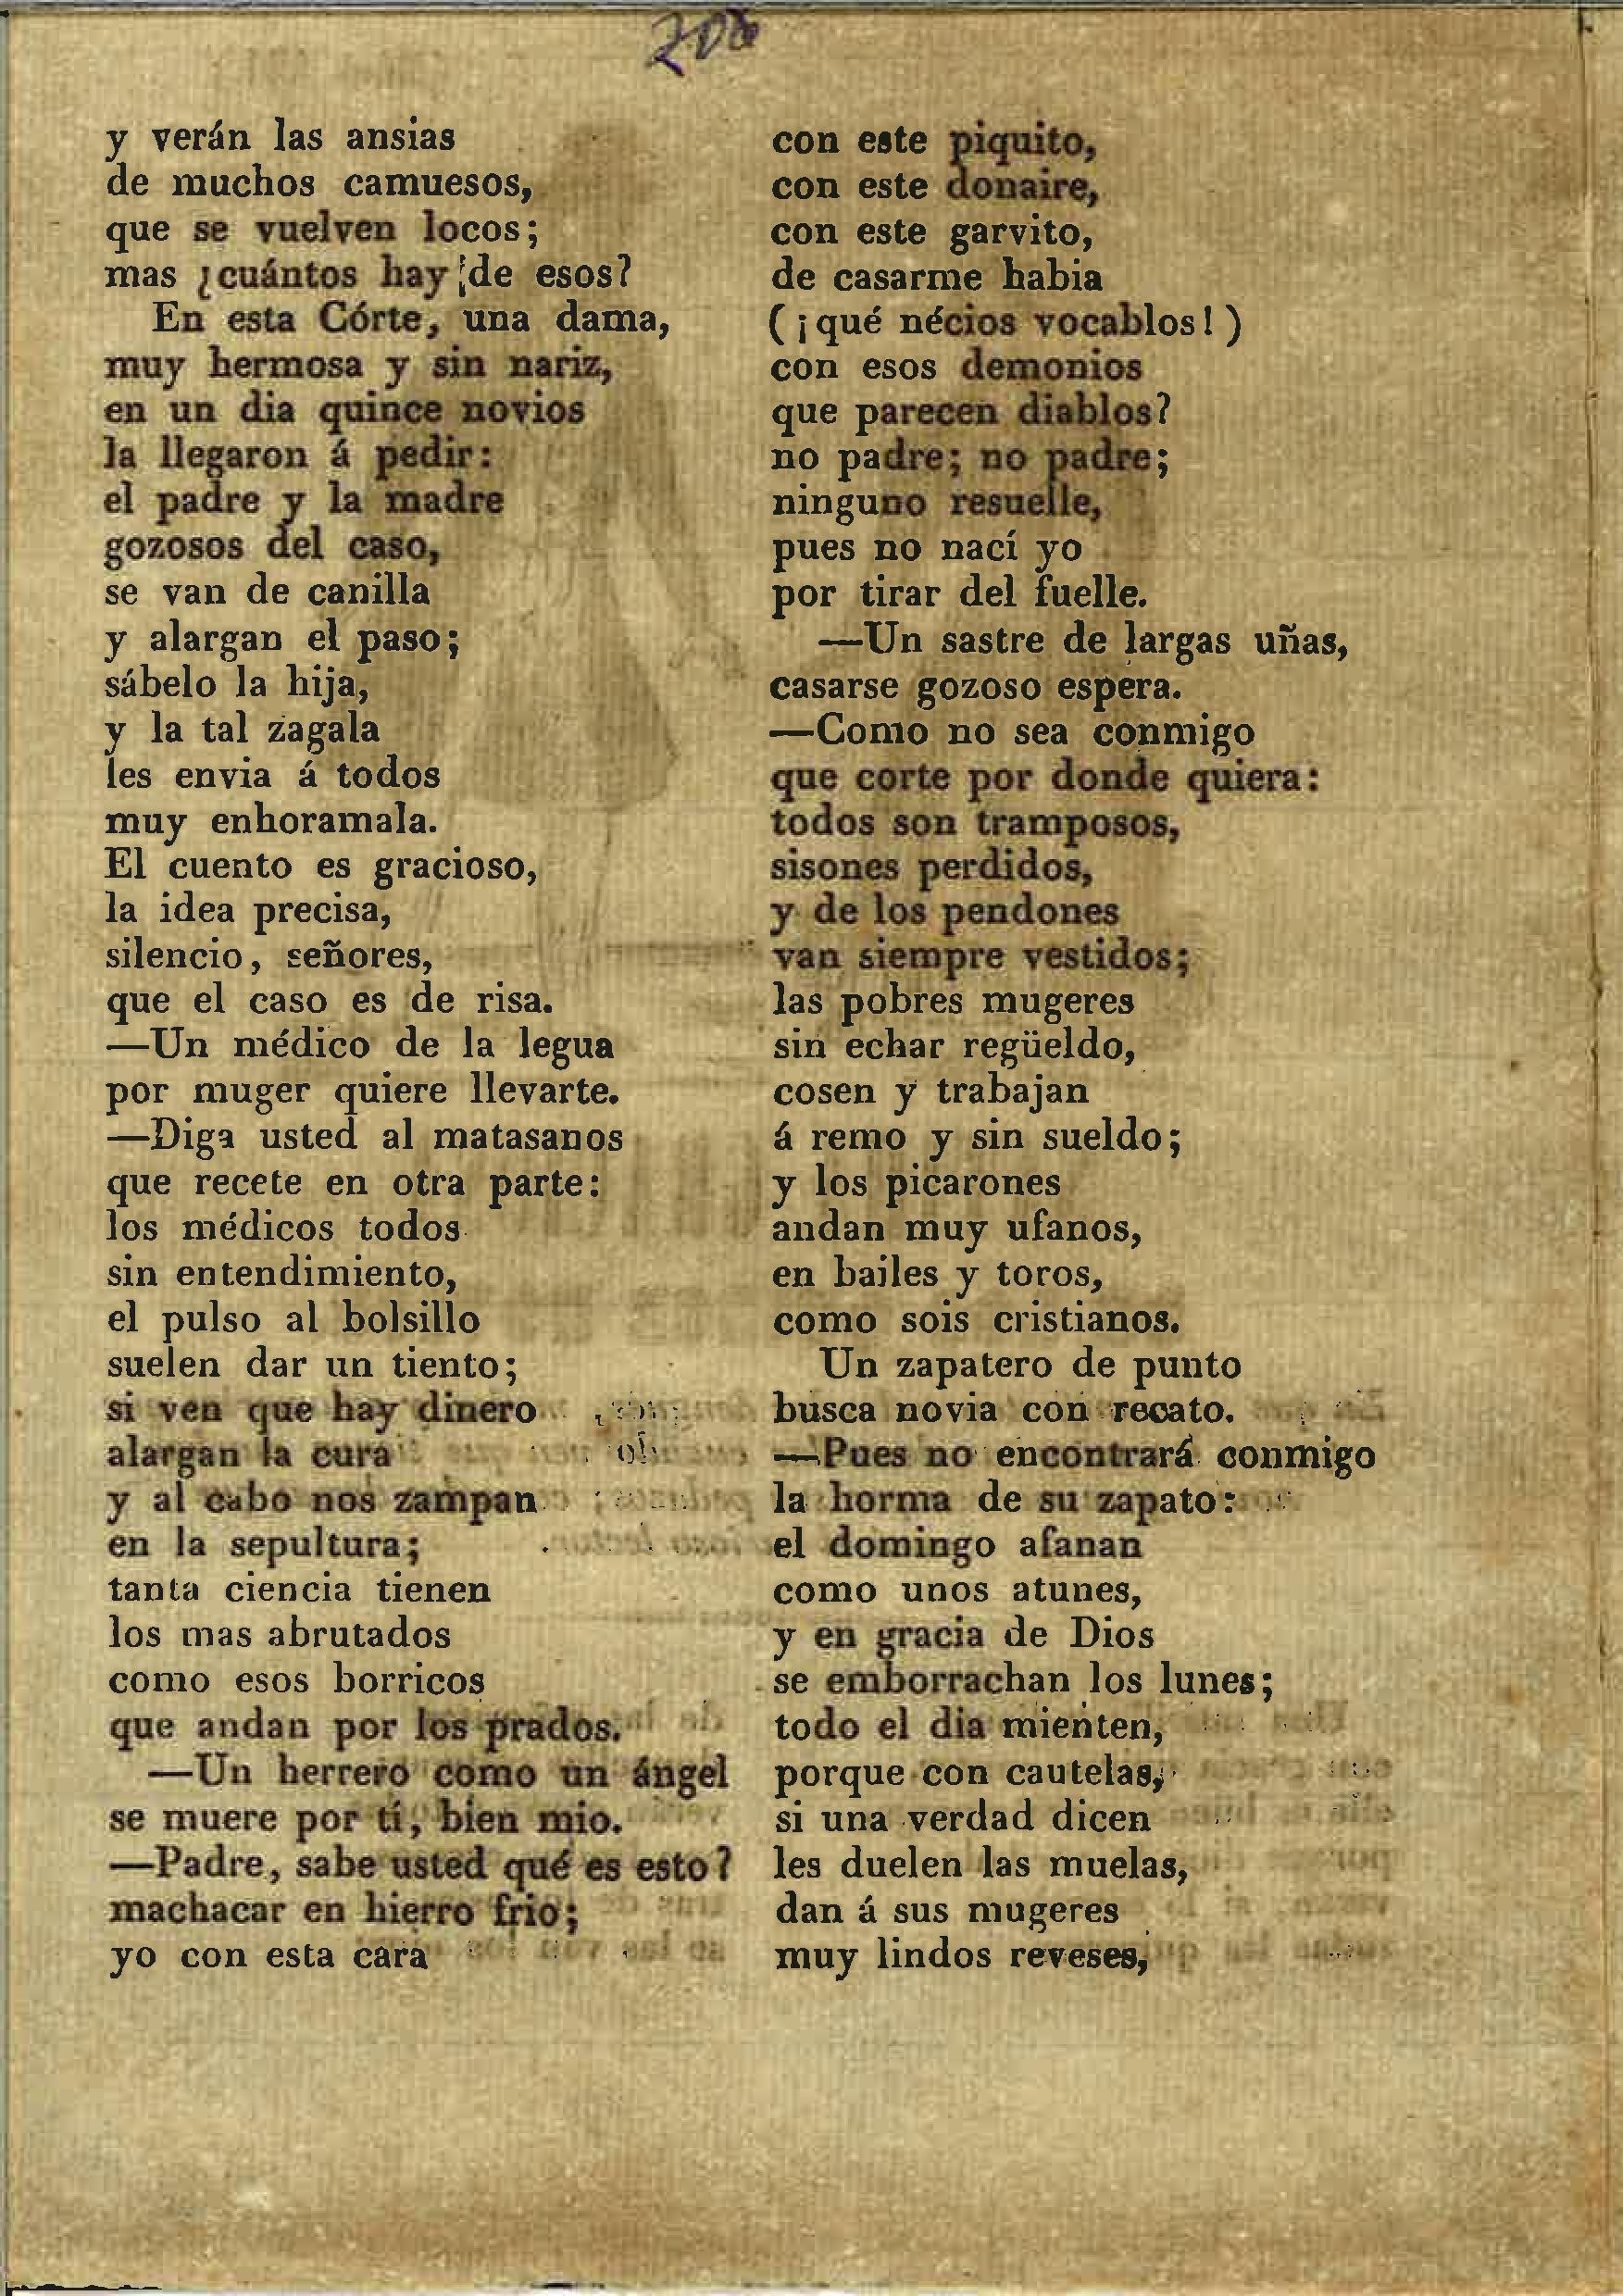 y verán las ansias
de muchos camuesos,
que se vuelven locos;
mas ¿cuántos hay de esos?
En esta Córte, una dama,
muy hermosa y sin nariz,
en un dia quince novios
la llegaron á pedir:
el padre y la madre
gozosos del caso,
se van de canilla
y alargan el paso;
sábelo la hija,
y la tal zagala
les envia á todos
muy enhoramala.
El cuento es gracioso,
la idea precisa,
silencio, señores,
que el caso es de risa.
—Un médico de la legua
por muger quiere llevarte.
—Diga usted al matasanos
que recete en otra parte:
los médicos todos
sin entendimiento,
el pulso al bolsillo
suelen dar un tiento;
si ven que hay dinero
alargan la cura
y al cabo nos zampan
en la sepultura;
tanta ciencia tienen
los mas abrutados
como esos borricos
que andan por los prados.
—Un herrero como un ángel
se muere por tí, bien mio.
—Padre, sabe usted qué es esto?
machacar en hierro frio;
yo con esta cara
con este piquito,
con este donaire,
con este garvito,
de casarme habia
(¡qué nécios vocablos!)
con esos demonios
que parecen diablos?
no padre; no padre;
ninguno resuelle,
pues no nací yo
por tirar del fuelle.
—Un sastre de largas uñas,
casarse gozoso espera.
—Como no sea conmigo
que corte por donde quiera:
todos son tramposos,
sisones perdidos,
y de los pendones
van siempre vestidos;
las pobres mugeres
sin echar regüeldo,
cosen y trabajan
á remo y sin sueldo;
y los picarones
andan muy ufanos,
en bailes y toros,
como sois cristianos.
Un zapatero de punto
busca novia con recato.
—Pues no encontrará conmigo
la horma de su zapato:
el domingo afanan
como unos atunes,
y en gracia de Dios
se emborrachan los lunes;
todo el dia mienten,
porque con cautelas,
si una verdad dicen
les duelen las muelas,
dan á sus mugeres
muy lindos reveses,